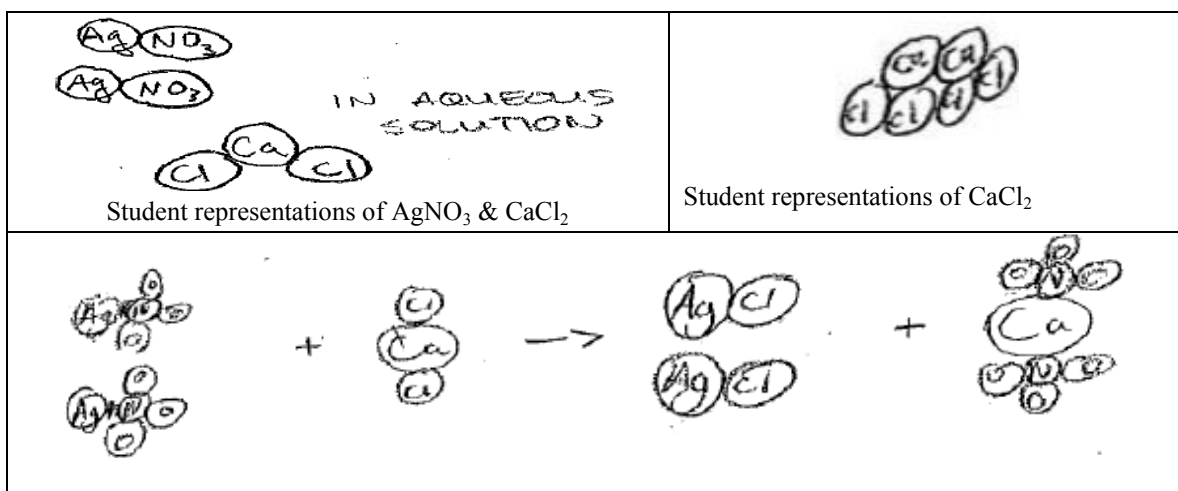 Ag NO₃
Ag NO₃
IN AQUEOUS
SOLUTION
Cl Ca Cl
Student representations of AgNO₃ & CaCl₂
Ca Ca
Cl Cl Cl Cl
Student representations of CaCl₂
O Cl O N O
Ag N O Ag Cl Ca
O + Ca → +
O Cl Ag Cl O N O
Ag N O O
O